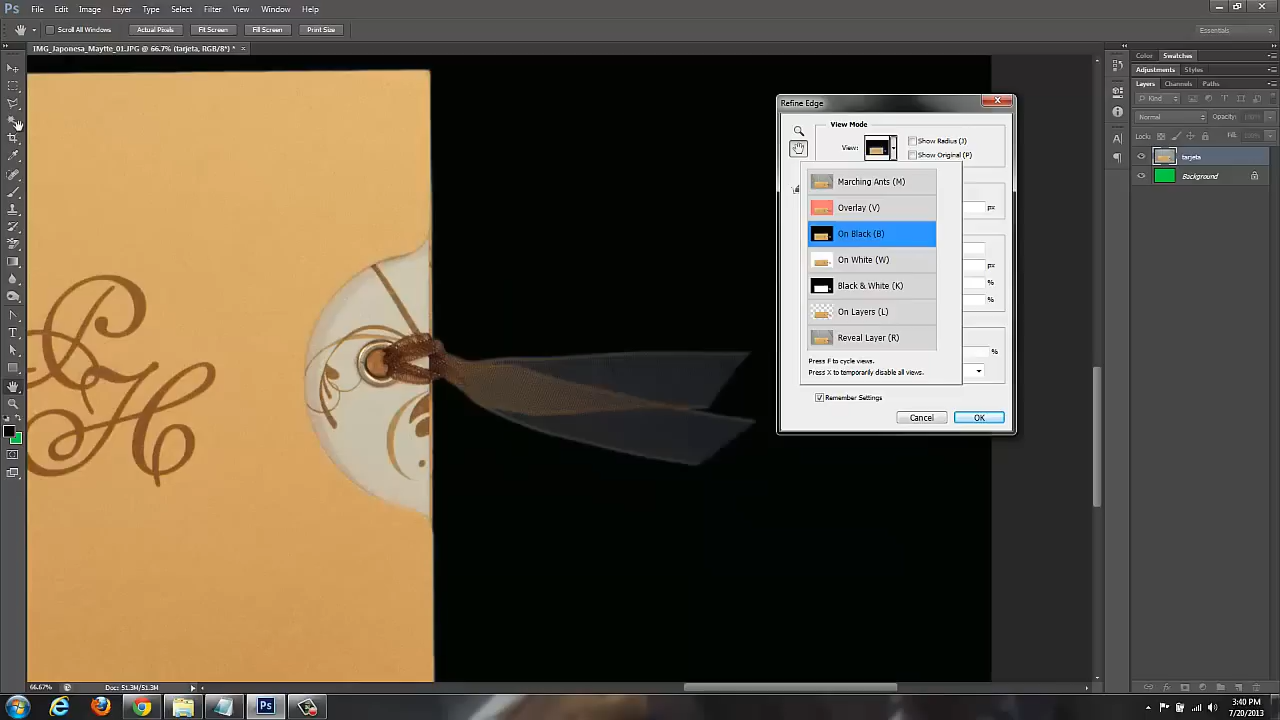 Ps File Edit Image Layer Type Select Filter View Window Help
Scroll All Windows Actual Pixels Fit Screen Fill Screen Print Size Essentials
IMG_Japonesa_Maytte_01.JPG @ 66.7% (tarjeta, RGB/8*) * ×
Color Swatches
Adjustments Styles
Layers Channels Paths
Kind
Normal Opacity:
Lock: Fill:
tarjeta
Background
Refine Edge
View Mode
View:
Show Radius (J)
Show Original (P)
Marching Ants (M)
Overlay (V)
On Black (B)
On White (W)
Black & White (K)
On Layers (L)
Reveal Layer (R)
px
px
%
%
%
Press F to cycle views.
Press X to temporarily disable all views.
Remember Settings
Cancel OK
H
66.67% Doc: 51.3M/51.3M
Ps
3:40 PM
7/20/2013